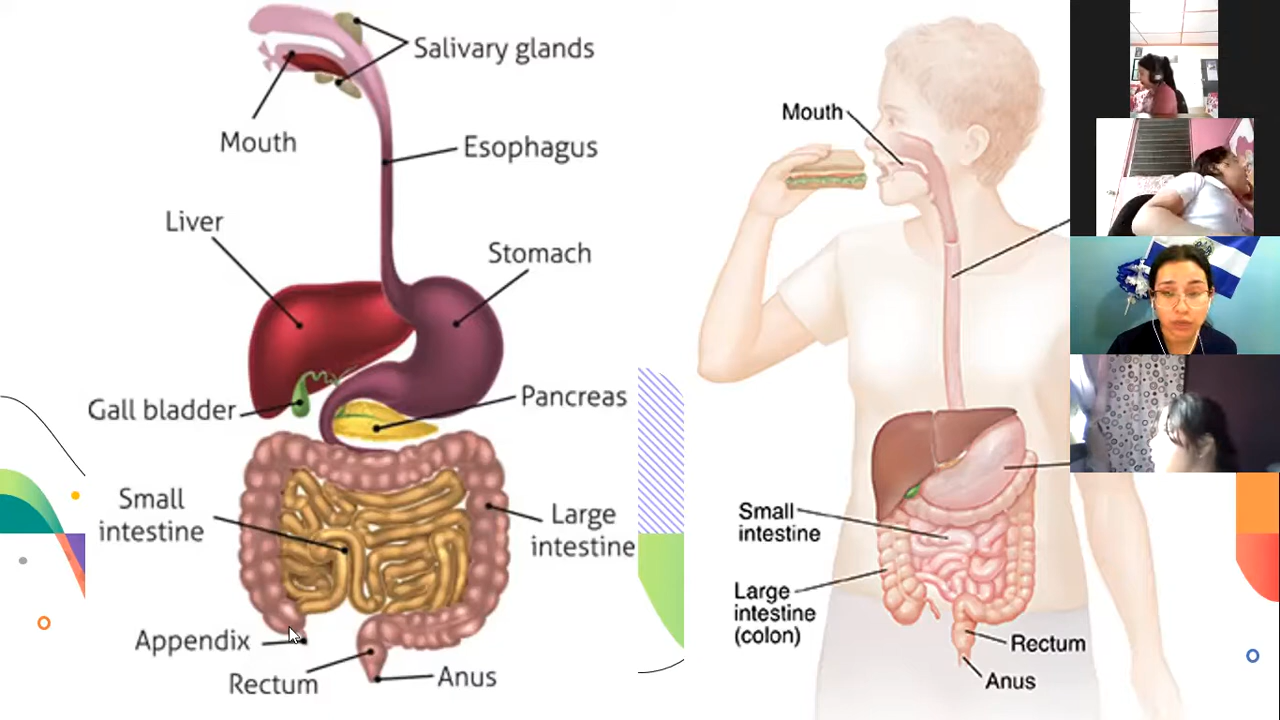 Salivary glands
Mouth
Esophagus
Liver
Stomach
Gall bladder
Pancreas
Small
intestine
Large
intestine
Appendix
Rectum
Anus
Mouth
Small
intestine
Large
intestine
(colon)
Rectum
Anus